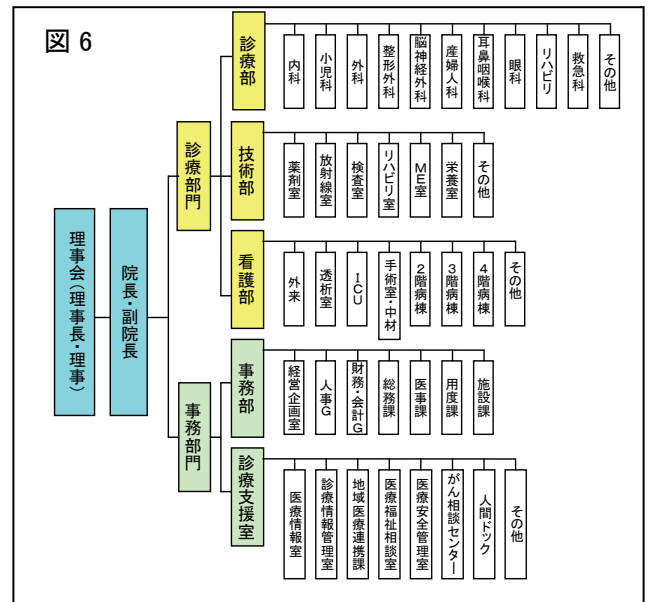 図 6
理事会（理事長・理事）
院長・副院長
診療部門
診療部
内科
小児科
外科
整形外科
脳神経外科
産婦人科
耳鼻咽喉科
眼科
リハビリ
救急科
その他
技術部
薬剤室
放射線室
検査室
リハビリ室
ＭＥ室
栄養室
その他
看護部
外来
透析室
ＩＣＵ
手術室・中材
２階病棟
３階病棟
４階病棟
その他
事務部門
事務部
経営企画室
人事Ｇ
財務・会計Ｇ
総務課
医事課
用度課
施設課
診療支援室
医療情報室
診療情報管理室
地域医療連携課
医療福祉相談室
医療安全管理室
がん相談センター
人間ドック
その他